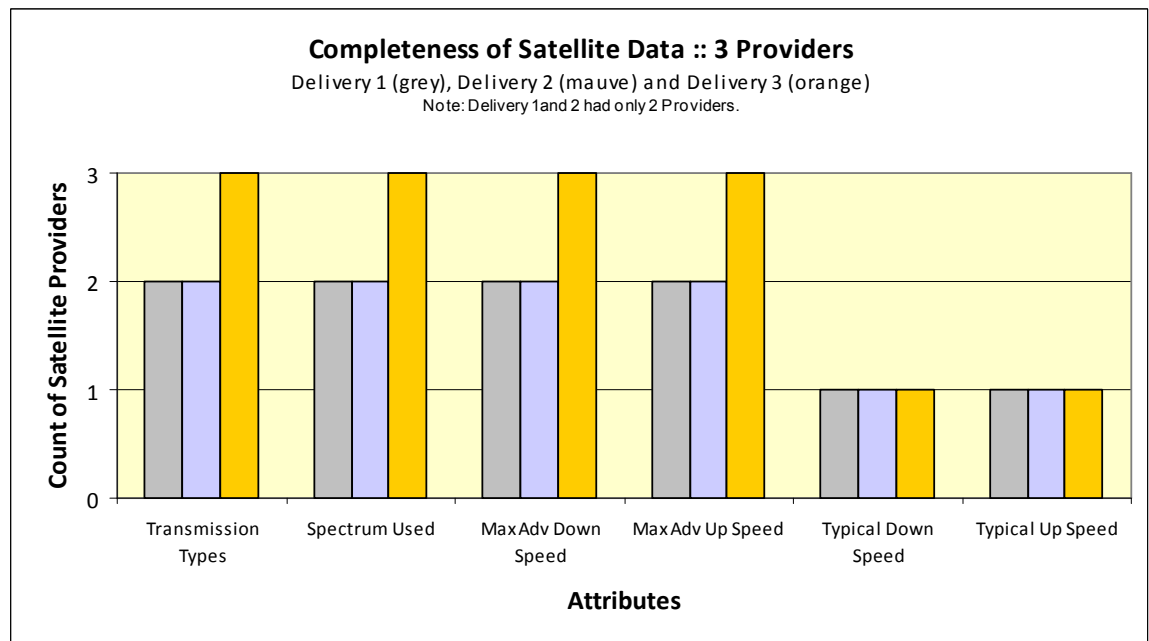 Completeness of Satellite Data :: 3 Providers
Delivery 1 (grey), Delivery 2 (mauve) and Delivery 3 (orange)
Note: Delivery 1and 2 had only 2 Providers.
Count of Satellite Providers
3
2
1
0
Transmission Types
Spectrum Used
Max Adv Down Speed
Max Adv Up Speed
Typical Down Speed
Typical Up Speed
Attributes